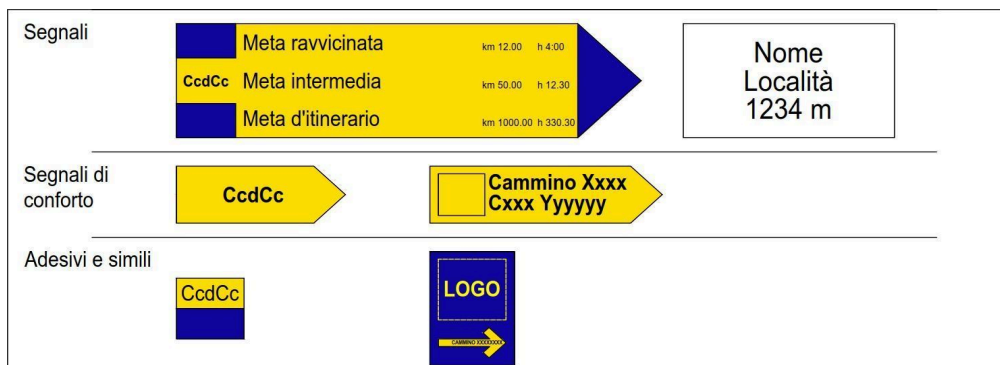 Segnali
Meta ravvicinata km 12.00 h 4:00
CcdCc Meta intermedia km 50.00 h 12.30
Meta d'itinerario km 1000.00 h 330.30
Nome
Località
1234 m
Segnali di
conforto
CcdCc
Cammino Xxxx
Cxxx Yyyyyy
Adesivi e simili
CcdCc
LOGO
CAMMINO XXXXXXXX